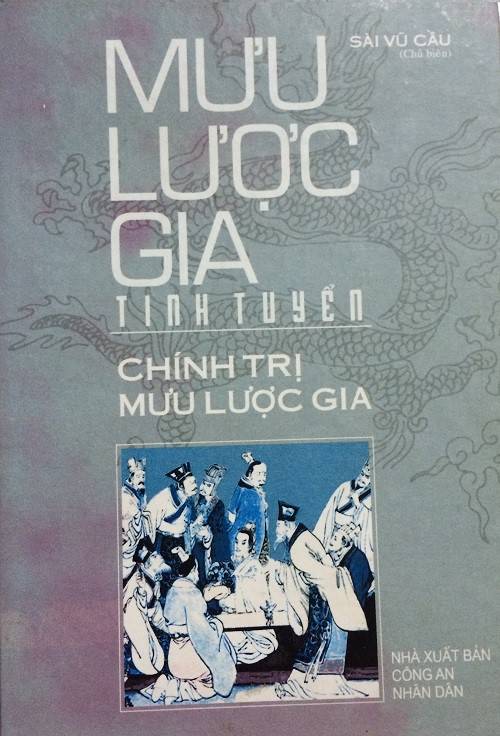 SÀI VŨ CẦU
(Chủ biên)
MƯU
LƯỢC
GIA
TINH TUYỂN
CHÍNH TRỊ
MƯU LƯỢC GIA
NHÀ XUẤT BẢN
CÔNG AN
NHÂN DÂN